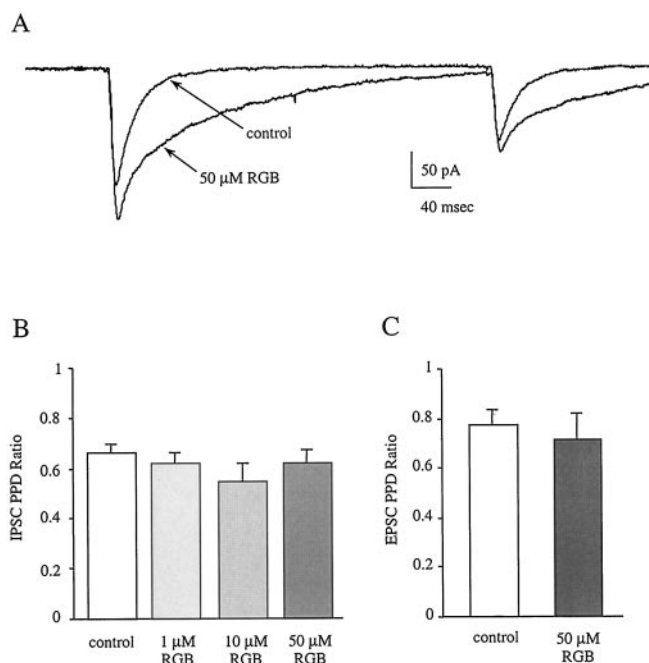 A
control
50 μM RGB
50 pA
40 msec
B
IPSC PPD Ratio
1
0.8
0.6
0.4
0.2
0
control
1 μM
RGB
10 μM
RGB
50 μM
RGB
C
EPSC PPD Ratio
1
0.8
0.6
0.4
0.2
0
control
50 μM
RGB